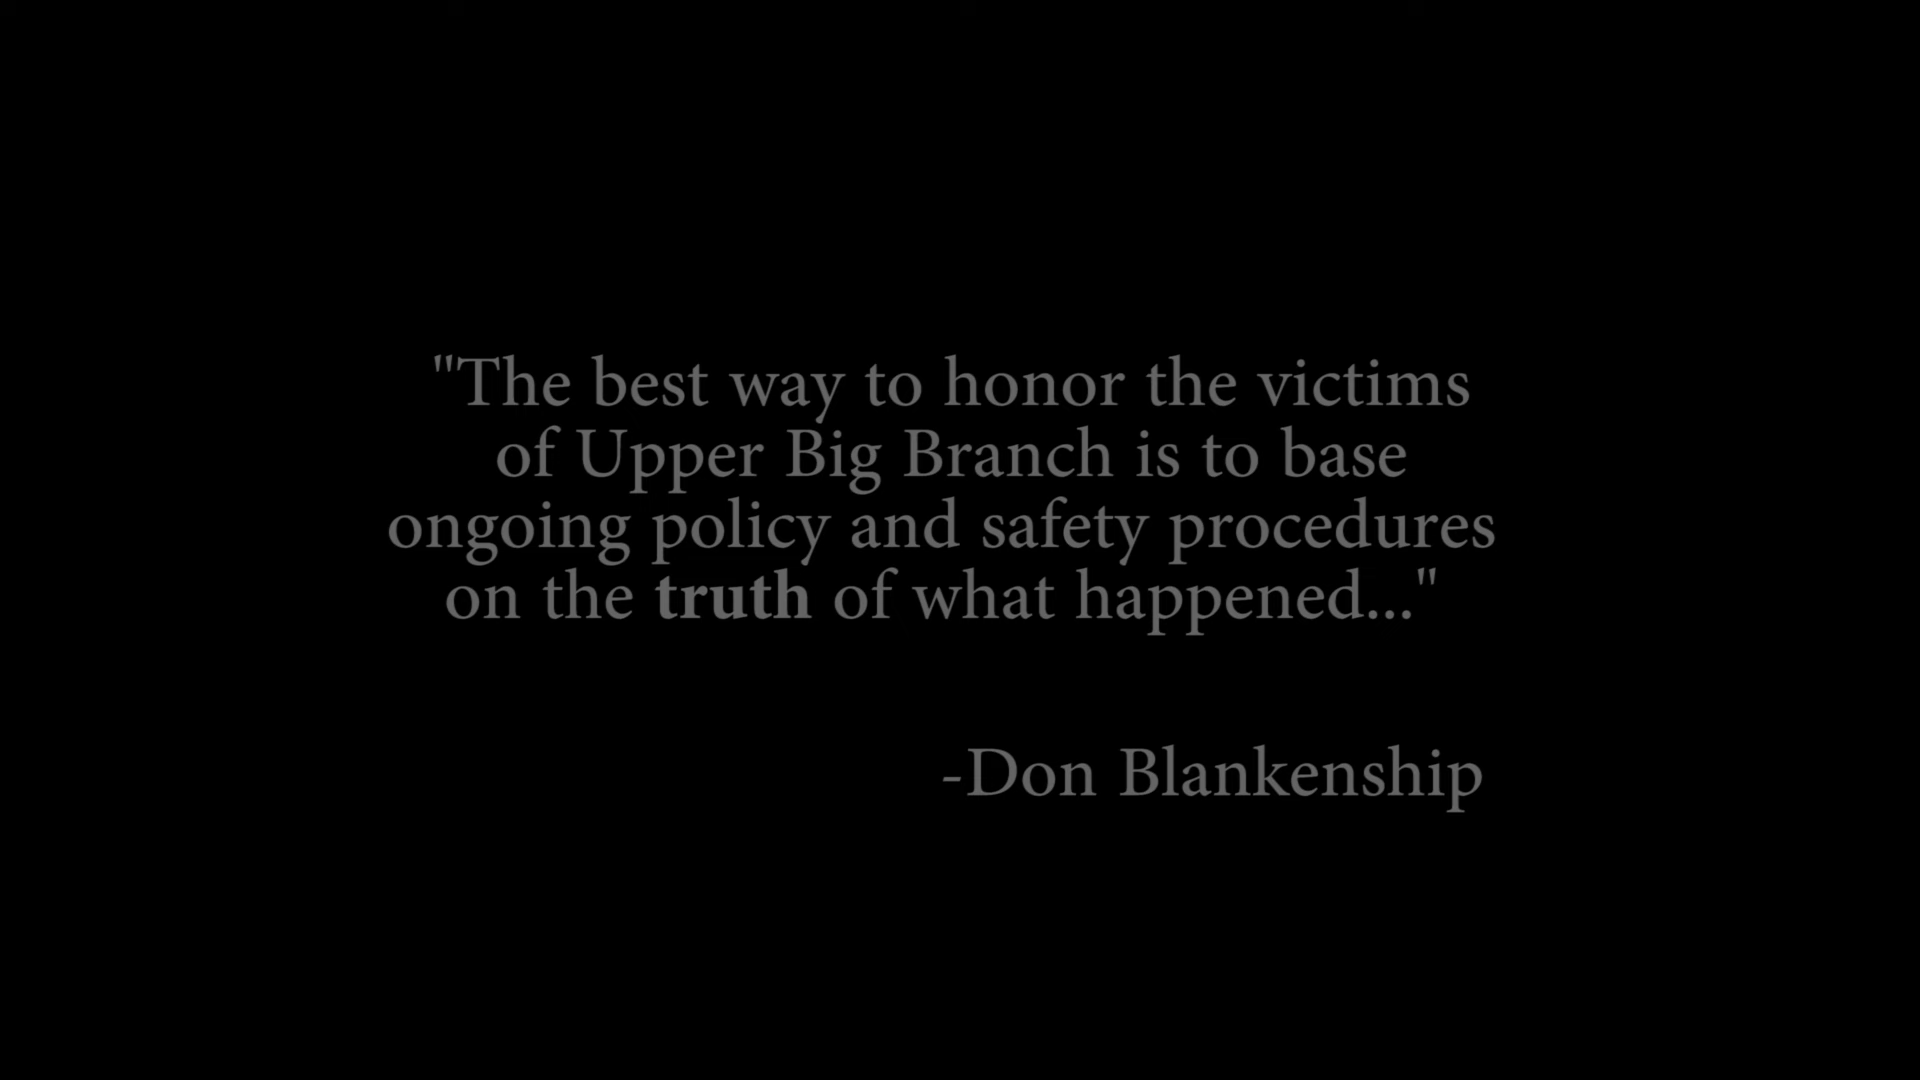 "The best way to honor the victims
of Upper Big Branch is to base
ongoing policy and safety procedures
on the truth of what happened..."
-Don Blankenship